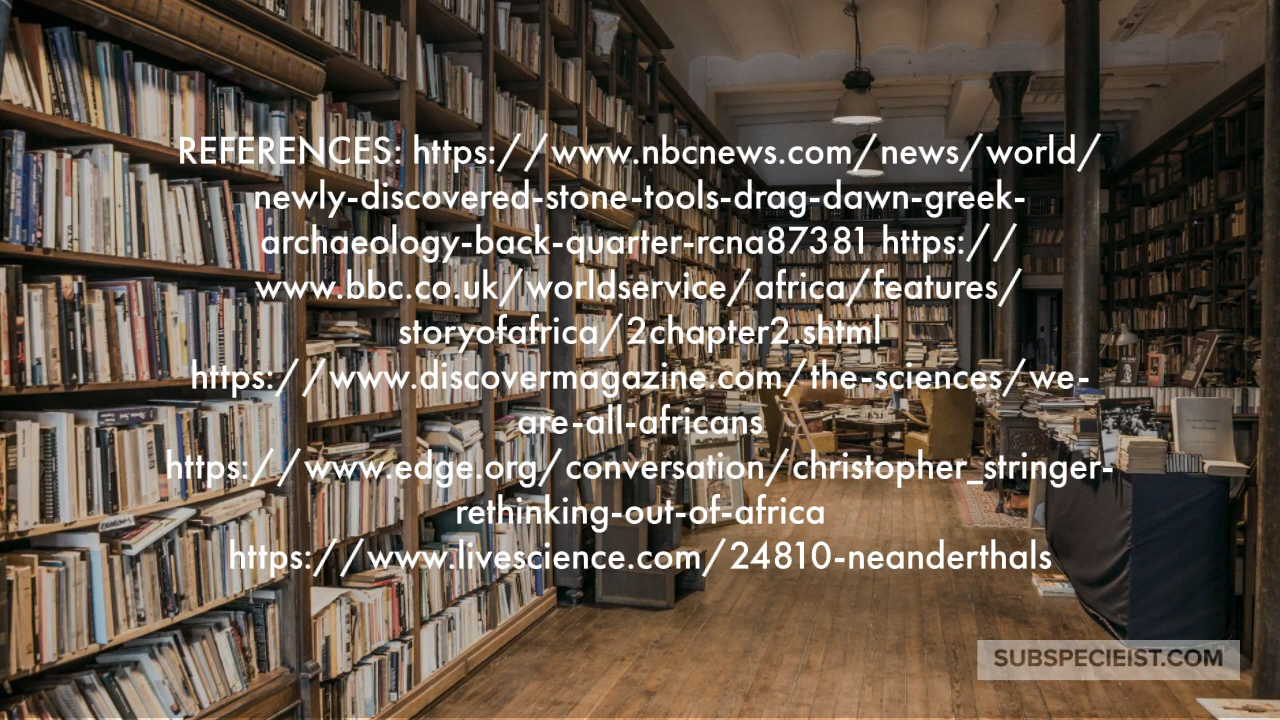 REFERENCES: https://www.nbcnews.com/news/world/
newly-discovered-stone-tools-drag-dawn-greek-
archaeology-back-quarter-rcna87381 https://
www.bbc.co.uk/worldservice/africa/features/
storyofafrica/2chapter2.shtml
https://www.discovermagazine.com/the-sciences/we-
are-all-africans
https://www.edge.org/conversation/christopher_stringer-
rethinking-out-of-africa
https://www.livescience.com/24810-neanderthals
SUBSPECIEIST.COM